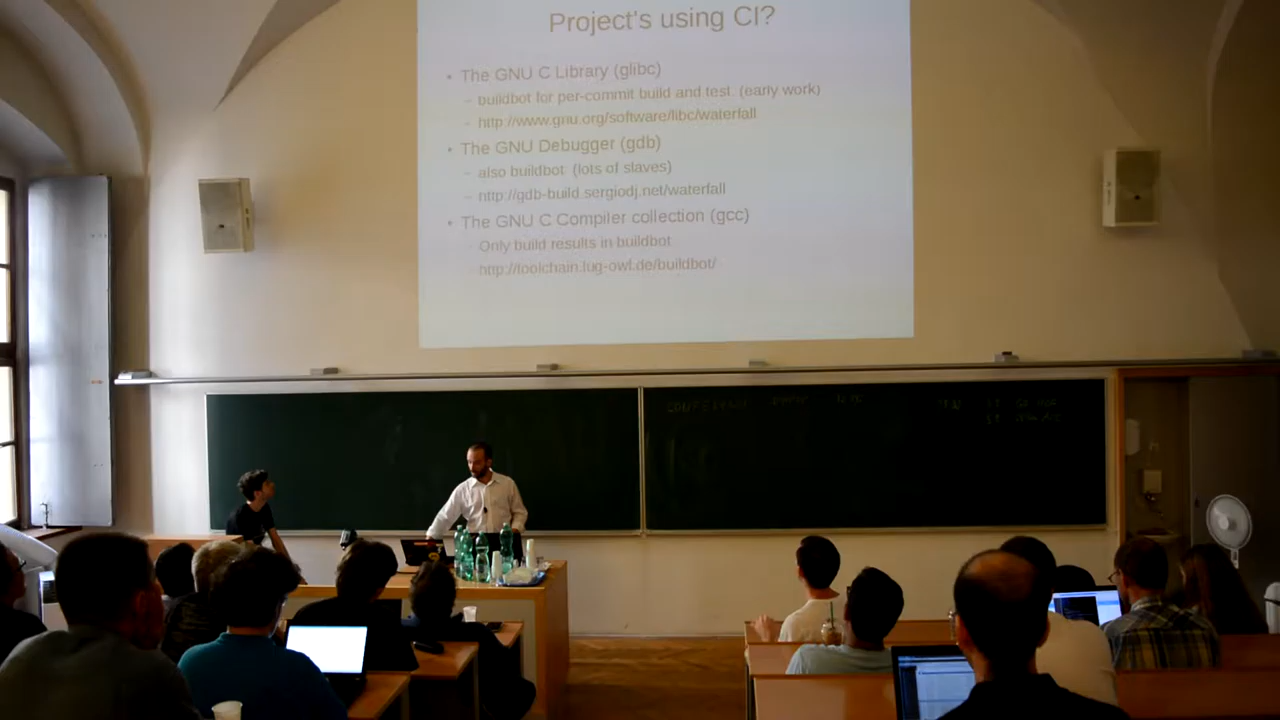 Project's using CI?
• The GNU C Library (glibc)
– buildbot for per-commit build and test (early work)
– http://www.gnu.org/software/libc/waterfall
• The GNU Debugger (gdb)
– also buildbot (lots of slaves)
– http://gdb-build.sergiodj.net/waterfall
• The GNU C Compiler collection (gcc)
Only build results in buildbot
http://toolchain.lug-owl.de/buildbot/